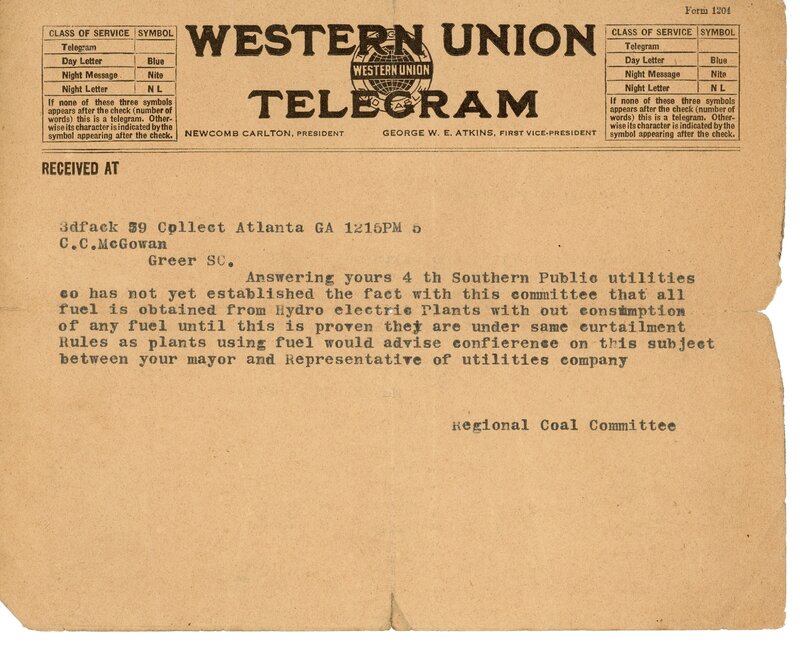 Form 1204
CLASS OF SERVICE SYMBOL
Telegram
Day Letter Blue
Night Message Nite
Night Letter N L
If none of these three symbols
appears after the check (number of
words) this is a telegram. Other-
wise its character is indicated by the
symbol appearing after the check.
WESTERN UNION
WESTERN UNION
TELEGRAM
NEWCOMB CARLTON, PRESIDENT GEORGE W. E. ATKINS, FIRST VICE-PRESIDENT
CLASS OF SERVICE SYMBOL
Telegram
Day Letter Blue
Night Message Nite
Night Letter N L
If none of these three symbols
appears after the check (number of
words) this is a telegram. Other-
wise its character is indicated by the
symbol appearing after the check.
RECEIVED AT
3dfack 39 Collect Atlanta GA 1215PM 5
C.C.McGowan
Greer SC.
Answering yours 4 th Southern Public utilities
co has not yet established the fact with this committee that all
fuel is obtained from Hydro electric Plants with out consumption
of any fuel until this is proven they are under same curtailment
Rules as plants using fuel would advise confierence on this subject
between your mayor and Representative of utilities company
Regional Coal Committee